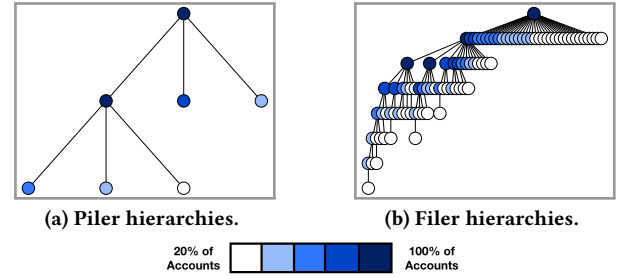 (a) Piler hierarchies.
(b) Filer hierarchies.
20% of
Accounts
100% of
Accounts